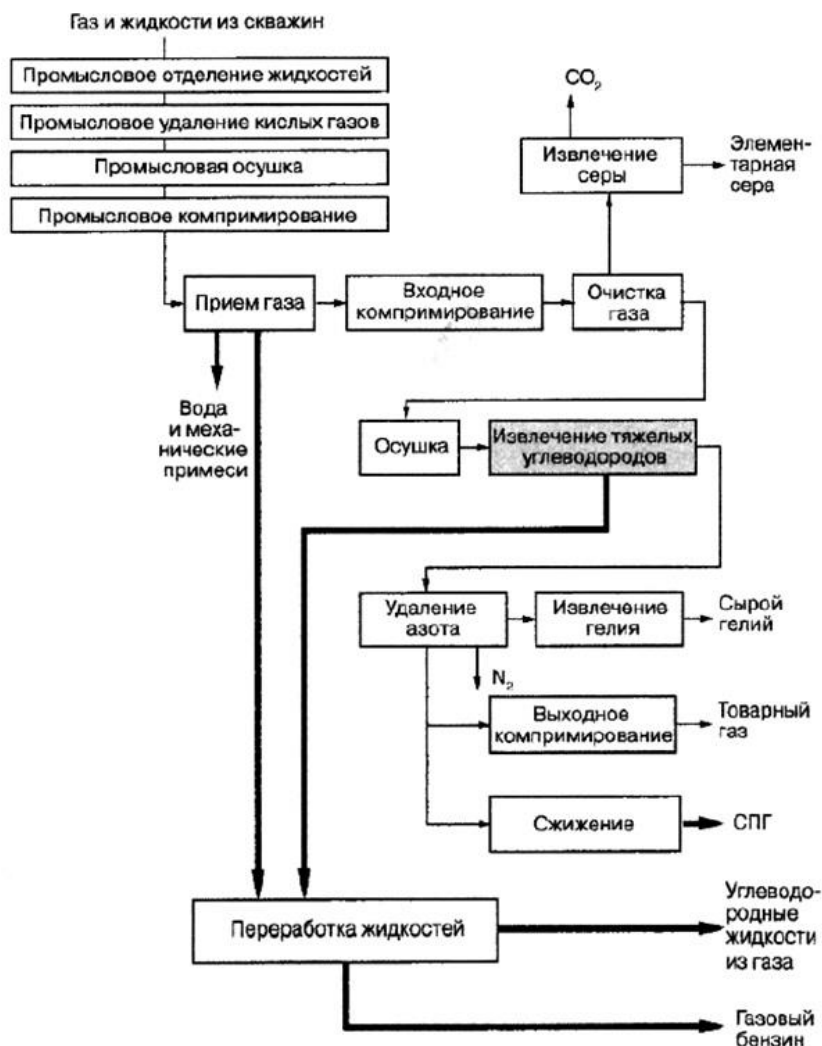 Газ и жидкости из скважин
Промысловое отделение жидкостей
Промысловое удаление кислых газов
Промысловая осушка
Промысловое компримирование
CO₂
Извлечение
серы
Элемен-
тарная
сера
Прием газа
Входное
компримирование
Очистка
газа
Вода
и меха-
нические
примеси
Осушка
Извлечение тяжелых
углеводородов
Удаление
азота
Извлечение
гелия
Сырой
гелий
N₂
Выходное
компримирование
Товарный
газ
Сжижение
СПГ
Переработка жидкостей
Углеводо-
родные
жидкости
из газа
Газовый
бензин